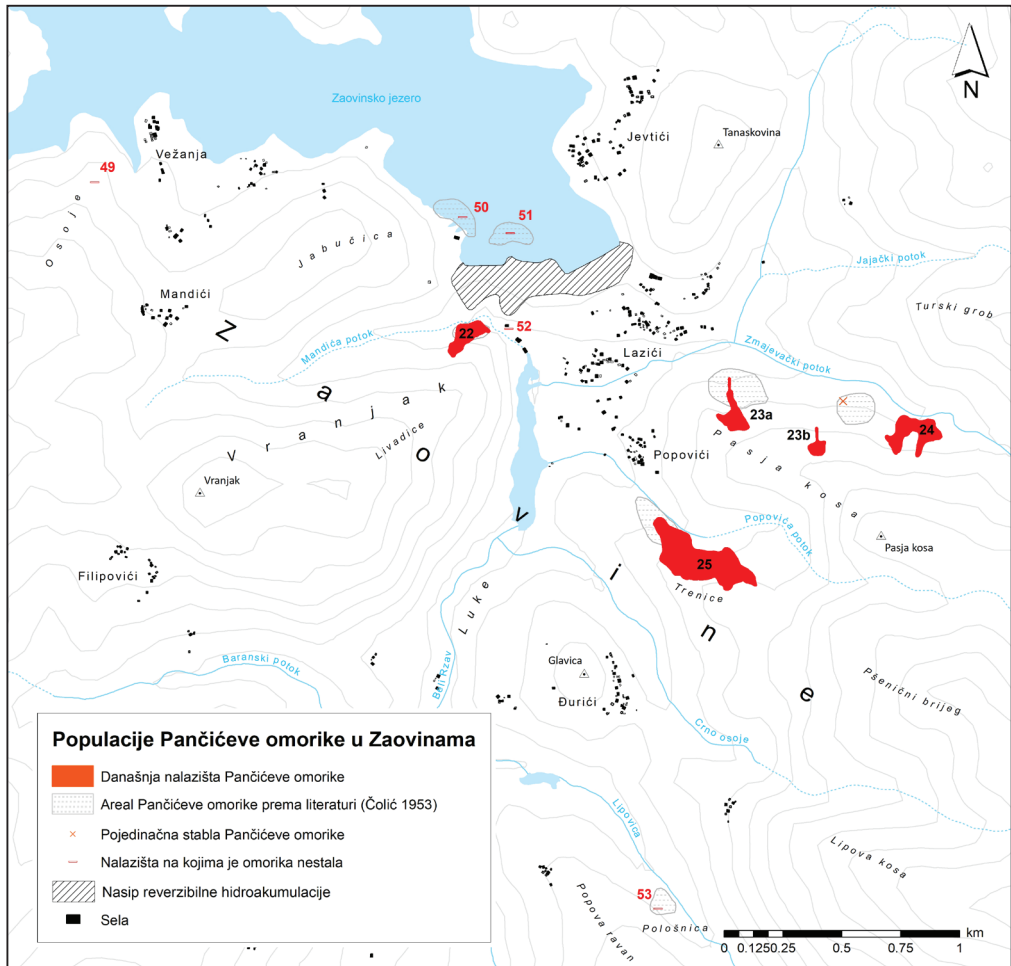 N
Zaovinsko jezero
Tanaskovina
Jevtići
Vežanja
49
50
51
Osoje
Jabučica
Jajački potok
Mandići
Turski grob
Mandića potok
22
52
Lazići
Zmajevački potok
Zaovine
23a
23b
24
Vranjak
Livadice
Pasja kosa
Popovići
Vranjak
Popovića potok
Pasja kosa
25
Trenice
Filipovići
Luke
Baranski potok
Beli Rzav
Glavica
Đurići
Pšenični brijeg
Crno osoje
Lipovica
Lipova kosa
53
Popova ravan
Pološnica
Populacije Pančićeve omorike u Zaovinama
Današnja nalazišta Pančićeve omorike
Areal Pančićeve omorike prema literaturi (Čolić 1953)
Pojedinačna stabla Pančićeve omorike
Nalazišta na kojima je omorika nestala
Nasip reverzibilne hidroakumulacije
Sela
km
0 0.125 0.25 0.5 0.75 1